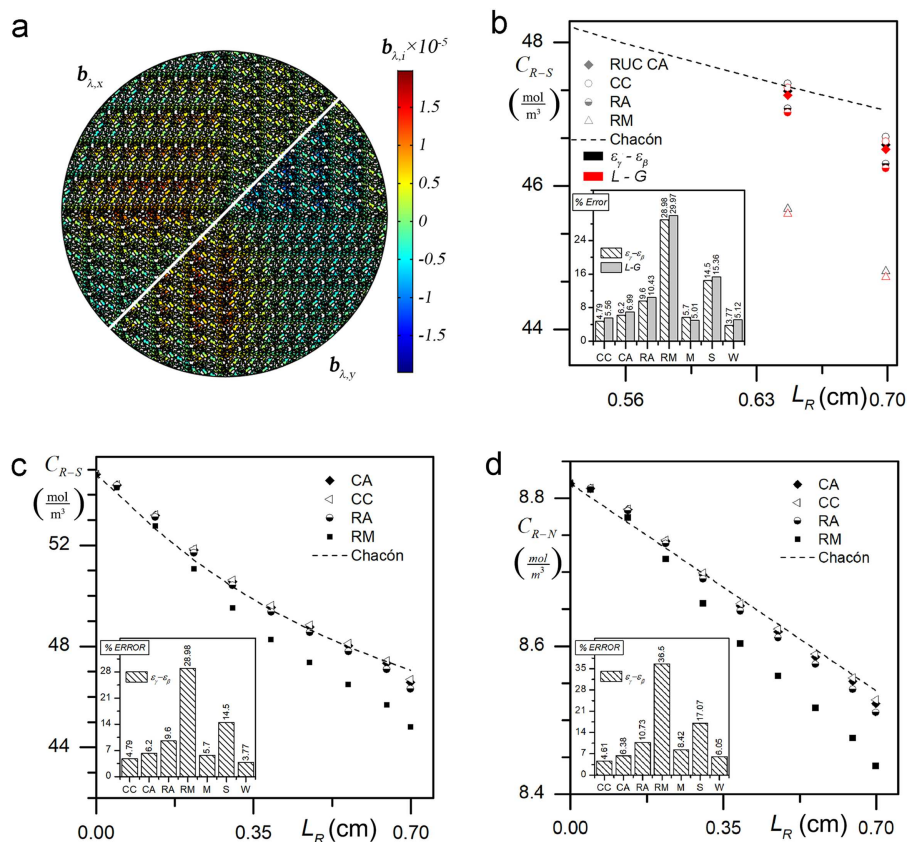 a
b_{λ,x}
b_{λ,i}×10^{-5}
1.5
1
0.5
0
-0.5
-1
-1.5
b_{λ,y}
b
48
C_{R-S}
(mol/m³)
46
44
RUC CA
CC
RA
RM
Chacón
ε_γ - ε_β
L - G
% Error
24
16
8
0
ε_γ-ε_β
L-G
4.79 5.56 6.2 6.99 9.6 10.43 28.98 29.97 5.7 5.01 14.5 15.36 3.77 5.12
CC CA RA RM M S W
0.56 0.63 L_R (cm) 0.70
c
C_{R-S}
(mol/m³)
52
48
44
CA
CC
RA
RM
Chacón
% ERROR
28
21
14
7
0
ε_γ-ε_β
4.79 6.2 9.6 28.98 5.7 14.5 3.77
CC CA RA RM M S W
0.00 0.35 L_R (cm) 0.70
d
8.8
C_{R-N}
(mol/m³)
8.6
8.4
CA
CC
RA
RM
Chacón
% ERROR
35
28
21
14
7
0
ε_γ-ε_β
4.61 6.38 10.73 36.5 8.42 17.07 6.05
CC CA RA RM M S W
0.00 0.35 L_R (cm) 0.70